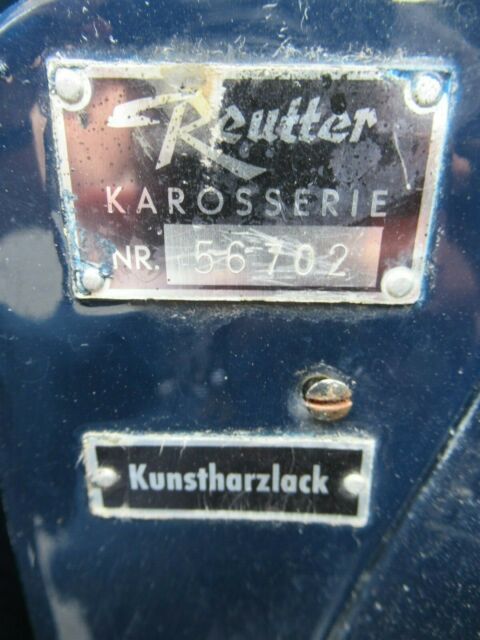 Reutter
KAROSSERIE
NR. 56702
Kunstharzlack